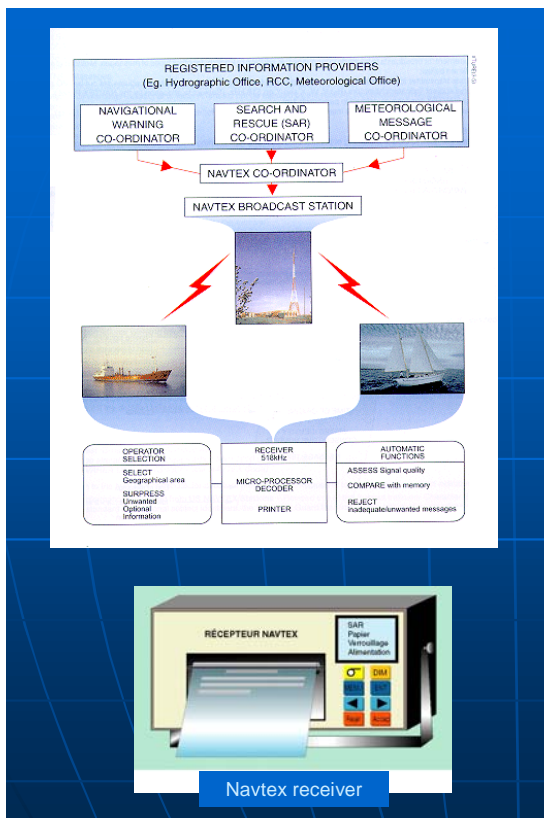 REGISTERED INFORMATION PROVIDERS
(Eg. Hydrographic Office, RCC, Meteorological Office)
NAVIGATIONAL
WARNING
CO-ORDINATOR
SEARCH AND
RESCUE (SAR)
CO-ORDINATOR
METEOROLOGICAL
MESSAGE
CO-ORDINATOR
NAVTEX CO-ORDINATOR
NAVTEX BROADCAST STATION
OPERATOR
SELECTION
SELECT
Geographical area
SURPRESS
Unwanted
Optional
Information
RECEIVER
518kHz
MICRO-PROCESSOR
DECODER
PRINTER
AUTOMATIC
FUNCTIONS
ASSESS Signal quality
COMPARE with memory
REJECT
inadequate/unwanted messages
RÉCEPTEUR NAVTEX
SAR
Papier
Verrouillage
Alimentation
DIM
MENU
ENT
Navtex receiver